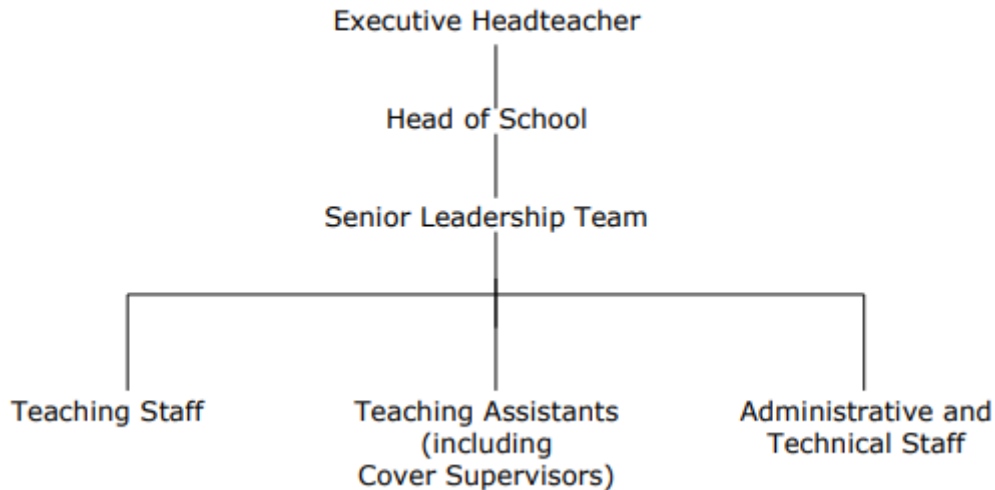 Executive Headteacher
Head of School
Senior Leadership Team
Teaching Staff
Teaching Assistants
(including
Cover Supervisors)
Administrative and
Technical Staff